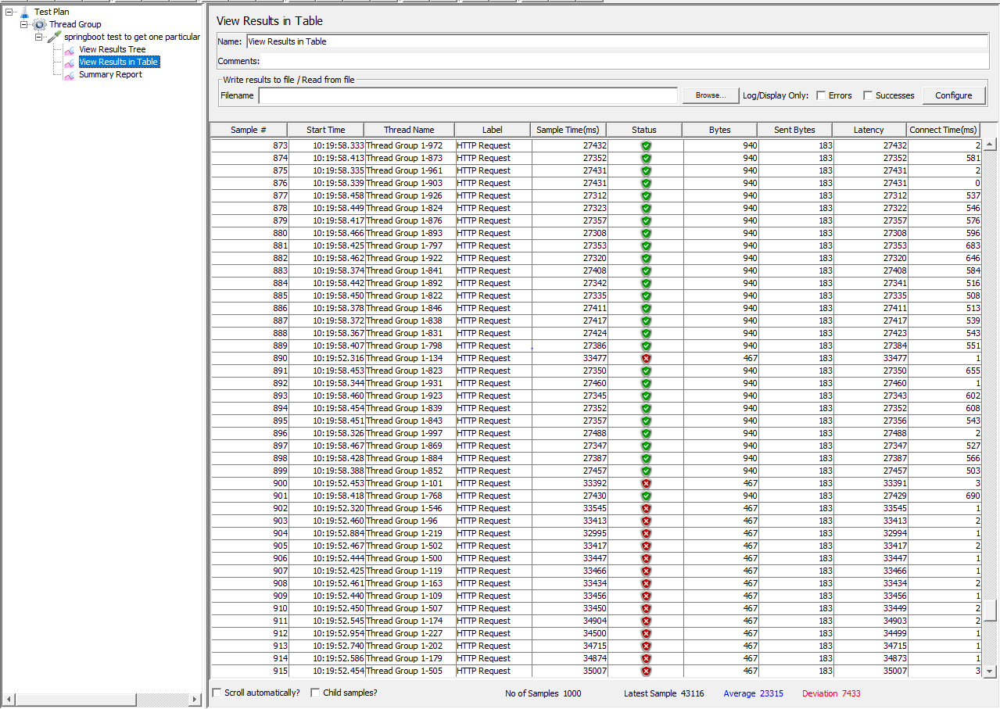 Test Plan
Thread Group
springboot test to get one particular
View Results Tree
View Results in Table
Summary Report
View Results in Table
Name: View Results in Table
Comments:
Write results to file / Read from file
Filename Browse... Log/Display Only: Errors Successes Configure
Sample # Start Time Thread Name Label Sample Time(ms) Status Bytes Sent Bytes Latency Connect Time(ms)
873 10:19:58.333 Thread Group 1-972 HTTP Request 27432 940 183 27432 2
874 10:19:58.413 Thread Group 1-873 HTTP Request 27352 940 183 27352 581
875 10:19:58.335 Thread Group 1-961 HTTP Request 27431 940 183 27431 2
876 10:19:58.339 Thread Group 1-903 HTTP Request 27431 940 183 27431 0
877 10:19:58.458 Thread Group 1-926 HTTP Request 27312 940 183 27312 537
878 10:19:58.449 Thread Group 1-824 HTTP Request 27323 940 183 27322 546
879 10:19:58.417 Thread Group 1-876 HTTP Request 27357 940 183 27357 576
880 10:19:58.466 Thread Group 1-893 HTTP Request 27308 940 183 27308 596
881 10:19:58.425 Thread Group 1-797 HTTP Request 27353 940 183 27353 683
882 10:19:58.462 Thread Group 1-922 HTTP Request 27320 940 183 27320 646
883 10:19:58.374 Thread Group 1-841 HTTP Request 27408 940 183 27408 584
884 10:19:58.442 Thread Group 1-892 HTTP Request 27342 940 183 27341 516
885 10:19:58.450 Thread Group 1-822 HTTP Request 27335 940 183 27335 508
886 10:19:58.378 Thread Group 1-846 HTTP Request 27411 940 183 27411 513
887 10:19:58.372 Thread Group 1-838 HTTP Request 27417 940 183 27417 539
888 10:19:58.367 Thread Group 1-831 HTTP Request 27424 940 183 27423 543
889 10:19:58.407 Thread Group 1-798 HTTP Request 27386 940 183 27384 551
890 10:19:52.316 Thread Group 1-134 HTTP Request 33477 467 183 33477 1
891 10:19:58.453 Thread Group 1-823 HTTP Request 27350 940 183 27350 655
892 10:19:58.344 Thread Group 1-931 HTTP Request 27460 940 183 27460 1
893 10:19:58.460 Thread Group 1-923 HTTP Request 27345 940 183 27343 602
894 10:19:58.454 Thread Group 1-839 HTTP Request 27352 940 183 27352 608
895 10:19:58.451 Thread Group 1-843 HTTP Request 27357 940 183 27356 543
896 10:19:58.326 Thread Group 1-997 HTTP Request 27488 940 183 27488 2
897 10:19:58.467 Thread Group 1-869 HTTP Request 27347 940 183 27347 527
898 10:19:58.428 Thread Group 1-884 HTTP Request 27387 940 183 27387 566
899 10:19:58.388 Thread Group 1-852 HTTP Request 27457 940 183 27457 503
900 10:19:52.453 Thread Group 1-101 HTTP Request 33392 467 183 33391 3
901 10:19:58.418 Thread Group 1-768 HTTP Request 27430 940 183 27429 690
902 10:19:52.320 Thread Group 1-546 HTTP Request 33545 467 183 33545 1
903 10:19:52.460 Thread Group 1-96 HTTP Request 33413 467 183 33413 2
904 10:19:52.884 Thread Group 1-219 HTTP Request 32995 467 183 32994 1
905 10:19:52.467 Thread Group 1-502 HTTP Request 33417 467 183 33417 2
906 10:19:52.444 Thread Group 1-500 HTTP Request 33447 467 183 33447 1
907 10:19:52.425 Thread Group 1-119 HTTP Request 33466 467 183 33466 1
908 10:19:52.461 Thread Group 1-163 HTTP Request 33434 467 183 33434 2
909 10:19:52.440 Thread Group 1-109 HTTP Request 33456 467 183 33456 1
910 10:19:52.450 Thread Group 1-507 HTTP Request 33450 467 183 33449 2
911 10:19:52.545 Thread Group 1-174 HTTP Request 34904 467 183 34903 2
912 10:19:52.954 Thread Group 1-227 HTTP Request 34500 467 183 34499 1
913 10:19:52.740 Thread Group 1-202 HTTP Request 34715 467 183 34715 1
914 10:19:52.586 Thread Group 1-179 HTTP Request 34874 467 183 34873 1
915 10:19:52.454 Thread Group 1-505 HTTP Request 35007 467 183 35007 3
Scroll automatically? Child samples? No of Samples 1000 Latest Sample 43116 Average 23315 Deviation 7433